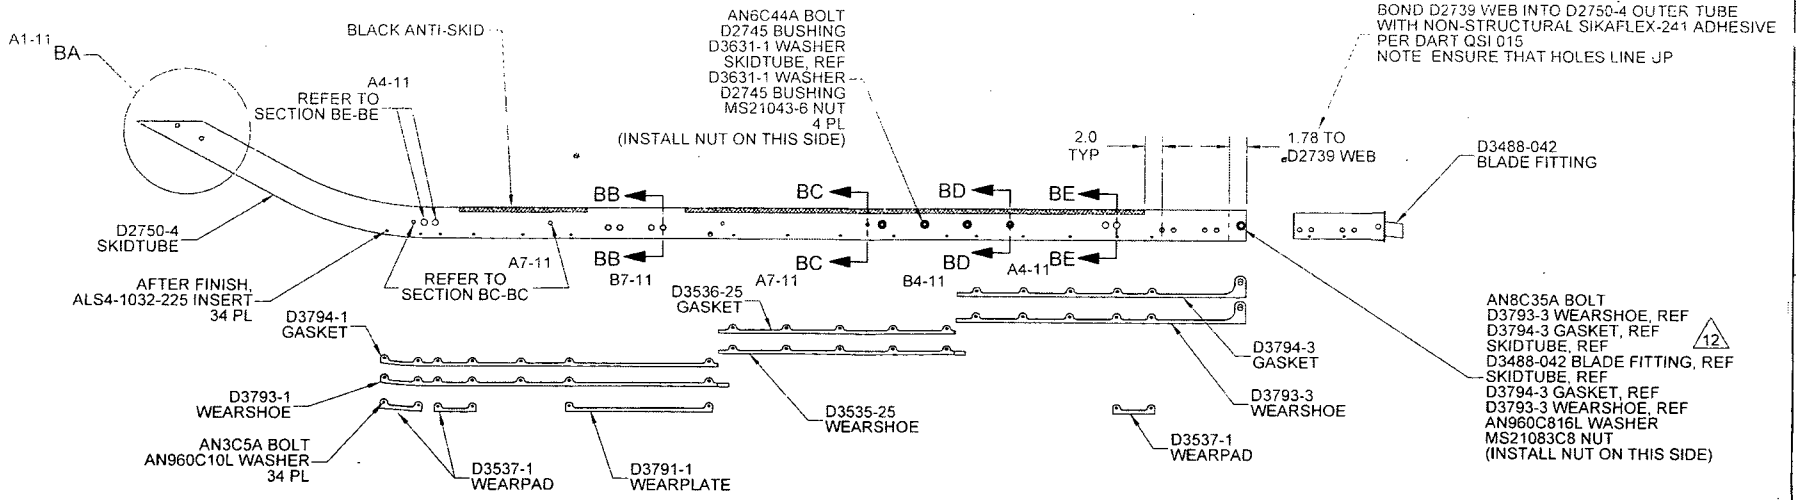 A1-11
BA
BLACK ANTI-SKID
A4-11
REFER TO
SECTION BE-BE
AN6C44A BOLT
D2745 BUSHING
D3631-1 WASHER
SKIDTUBE, REF
D3631-1 WASHER
D2745 BUSHING
MS21043-6 NUT
4 PL
(INSTALL NUT ON THIS SIDE)
BOND D2739 WEB INTO D2750-4 OUTER TUBE
WITH NON-STRUCTURAL SIKAFLEX-241 ADHESIVE
PER DART QSI 015
NOTE ENSURE THAT HOLES LINE UP
2.0
TYP
1.78 TO
D2739 WEB
D3488-042
BLADE FITTING
BB
BC
BD
BE
D2750-4
SKIDTUBE
BB
BC
BD
BE
A7-11
B7-11
A7-11
B4-11
A4-11
AFTER FINISH,
ALS4-1032-225 INSERT
34 PL
REFER TO
SECTION BC-BC
D3536-25
GASKET
D3794-1
GASKET
D3794-3
GASKET
D3793-1
WEARSHOE
D3535-25
WEARSHOE
D3793-3
WEARSHOE
AN3C5A BOLT
AN960C10L WASHER
34 PL
D3537-1
WEARPAD
D3791-1
WEARPLATE
D3537-1
WEARPAD
AN8C35A BOLT
D3793-3 WEARSHOE, REF
D3794-3 GASKET, REF
SKIDTUBE, REF
D3488-042 BLADE FITTING, REF
SKIDTUBE, REF
D3794-3 GASKET, REF
D3793-3 WEARSHOE, REF
AN960C816L WASHER
MS21083C8 NUT
(INSTALL NUT ON THIS SIDE)
12